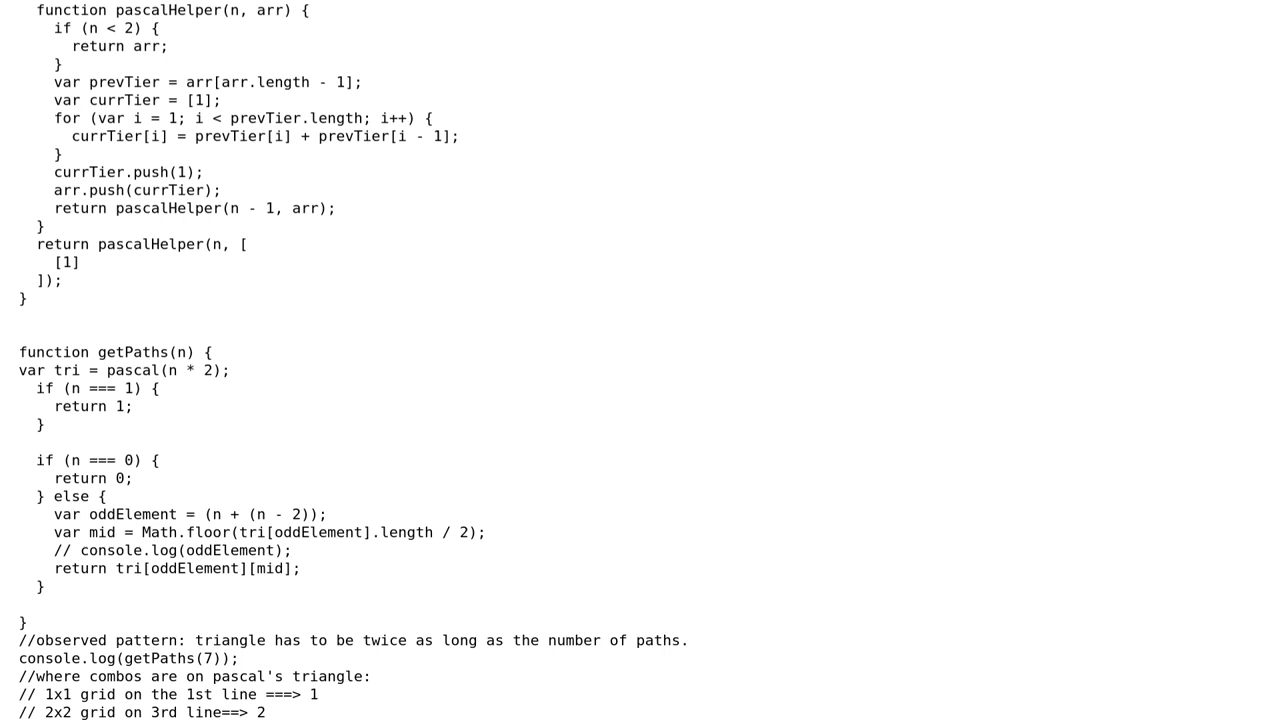 function pascalHelper(n, arr) {
if (n < 2) {
return arr;
}
var prevTier = arr[arr.length - 1];
var currTier = [1];
for (var i = 1; i < prevTier.length; i++) {
currTier[i] = prevTier[i] + prevTier[i - 1];
}
currTier.push(1);
arr.push(currTier);
return pascalHelper(n - 1, arr);
}
return pascalHelper(n, [
[1]
]);
}
function getPaths(n) {
var tri = pascal(n * 2);
if (n === 1) {
return 1;
}
if (n === 0) {
return 0;
} else {
var oddElement = (n + (n - 2));
var mid = Math.floor(tri[oddElement].length / 2);
// console.log(oddElement);
return tri[oddElement][mid];
}
}
//observed pattern: triangle has to be twice as long as the number of paths.
console.log(getPaths(7));
//where combos are on pascal's triangle:
// 1x1 grid on the 1st line ===> 1
// 2x2 grid on 3rd line==> 2